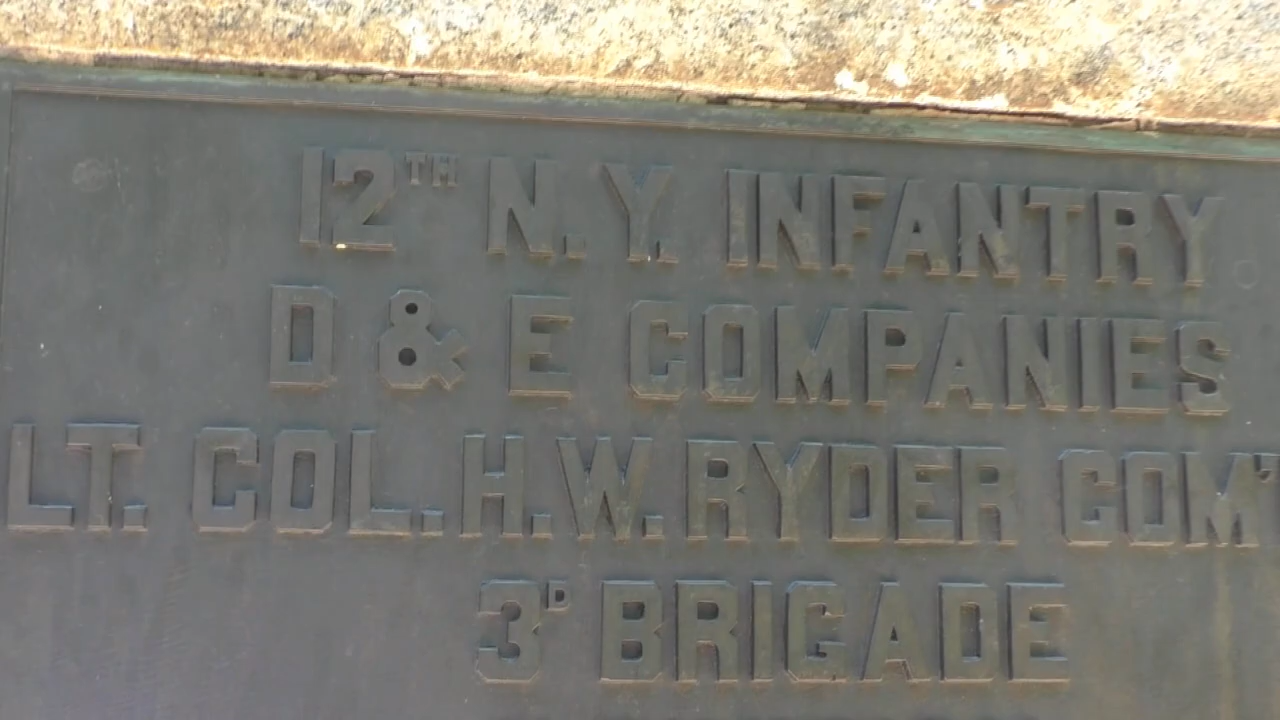 12TH N.Y. INFANTRY
D & E COMPANIES
LT. COL. H.W. RYDER COM'
3D BRIGADE